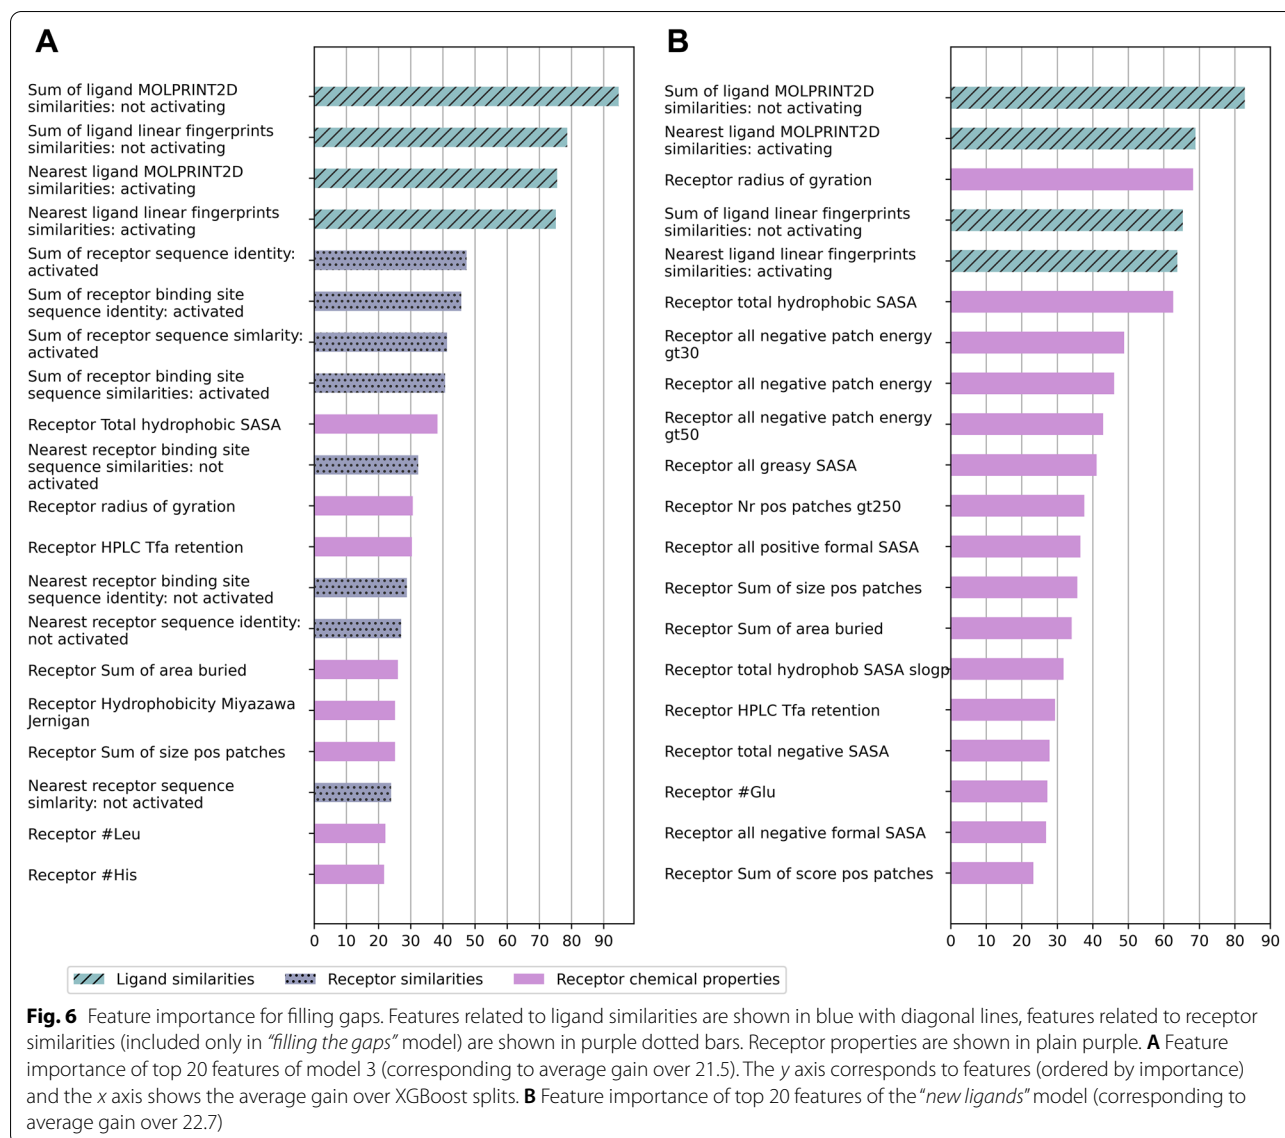 A
Sum of ligand MOLPRINT2D
similarities: not activating
Sum of ligand linear fingerprints
similarities: not activating
Nearest ligand MOLPRINT2D
similarities: activating
Nearest ligand linear fingerprints
similarities: activating
Sum of receptor sequence identity:
activated
Sum of receptor binding site
sequence identity: activated
Sum of receptor sequence simlarity:
activated
Sum of receptor binding site
sequence similarities: activated
Receptor Total hydrophobic SASA
Nearest receptor binding site
sequence similarities: not
activated
Receptor radius of gyration
Receptor HPLC Tfa retention
Nearest receptor binding site
sequence identity: not activated
Nearest receptor sequence identity:
not activated
Receptor Sum of area buried
Receptor Hydrophobicity Miyazawa
Jernigan
Receptor Sum of size pos patches
Nearest receptor sequence
simlarity: not activated
Receptor #Leu
Receptor #His
0 10 20 30 40 50 60 70 80 90
B
Sum of ligand MOLPRINT2D
similarities: not activating
Nearest ligand MOLPRINT2D
similarities: activating
Receptor radius of gyration
Sum of ligand linear fingerprints
similarities: not activating
Nearest ligand linear fingerprints
similarities: activating
Receptor total hydrophobic SASA
Receptor all negative patch energy
gt30
Receptor all negative patch energy
Receptor all negative patch energy
gt50
Receptor all greasy SASA
Receptor Nr pos patches gt250
Receptor all positive formal SASA
Receptor Sum of size pos patches
Receptor Sum of area buried
Receptor total hydrophob SASA slogp
Receptor HPLC Tfa retention
Receptor total negative SASA
Receptor #Glu
Receptor all negative formal SASA
Receptor Sum of score pos patches
0 10 20 30 40 50 60 70 80 90
Ligand similarities Receptor similarities Receptor chemical properties
Fig. 6 Feature importance for filling gaps. Features related to ligand similarities are shown in blue with diagonal lines, features related to receptor
similarities (included only in "filling the gaps" model) are shown in purple dotted bars. Receptor properties are shown in plain purple. A Feature
importance of top 20 features of model 3 (corresponding to average gain over 21.5). The y axis corresponds to features (ordered by importance)
and the x axis shows the average gain over XGBoost splits. B Feature importance of top 20 features of the "new ligands" model (corresponding to
average gain over 22.7)